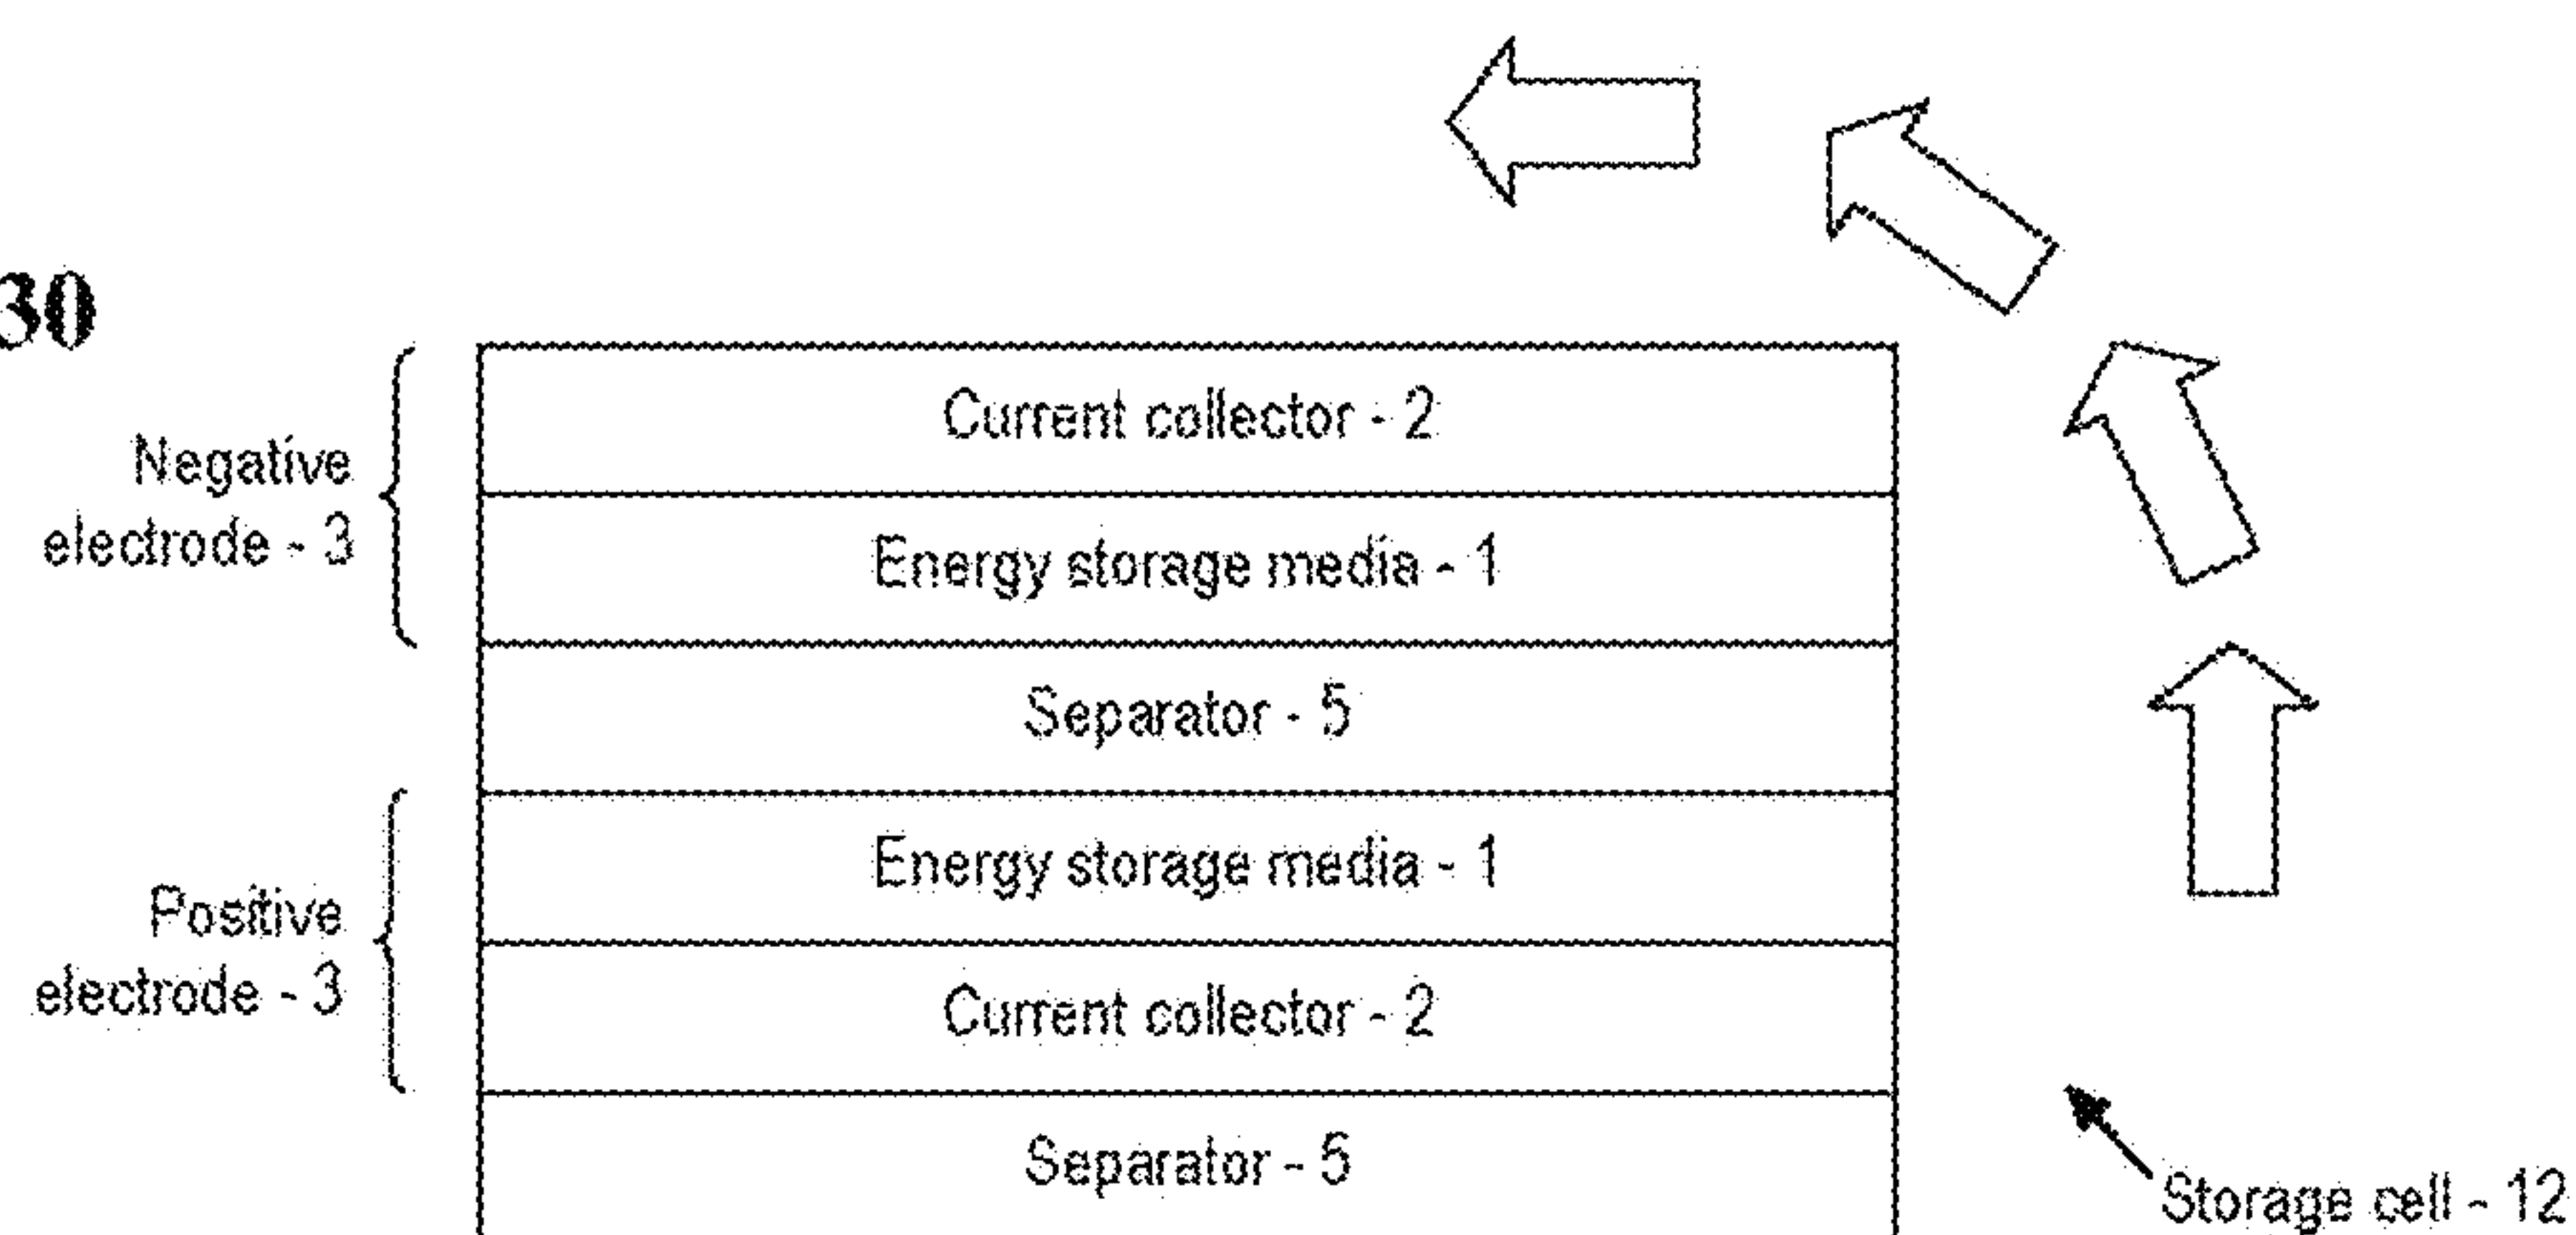 30
Current collector - 2
Negative
electrode - 3
Energy storage media - 1
Separator - 5
Energy storage media - 1
Positive
electrode - 3
Current collector - 2
Separator - 5
Storage cell - 12